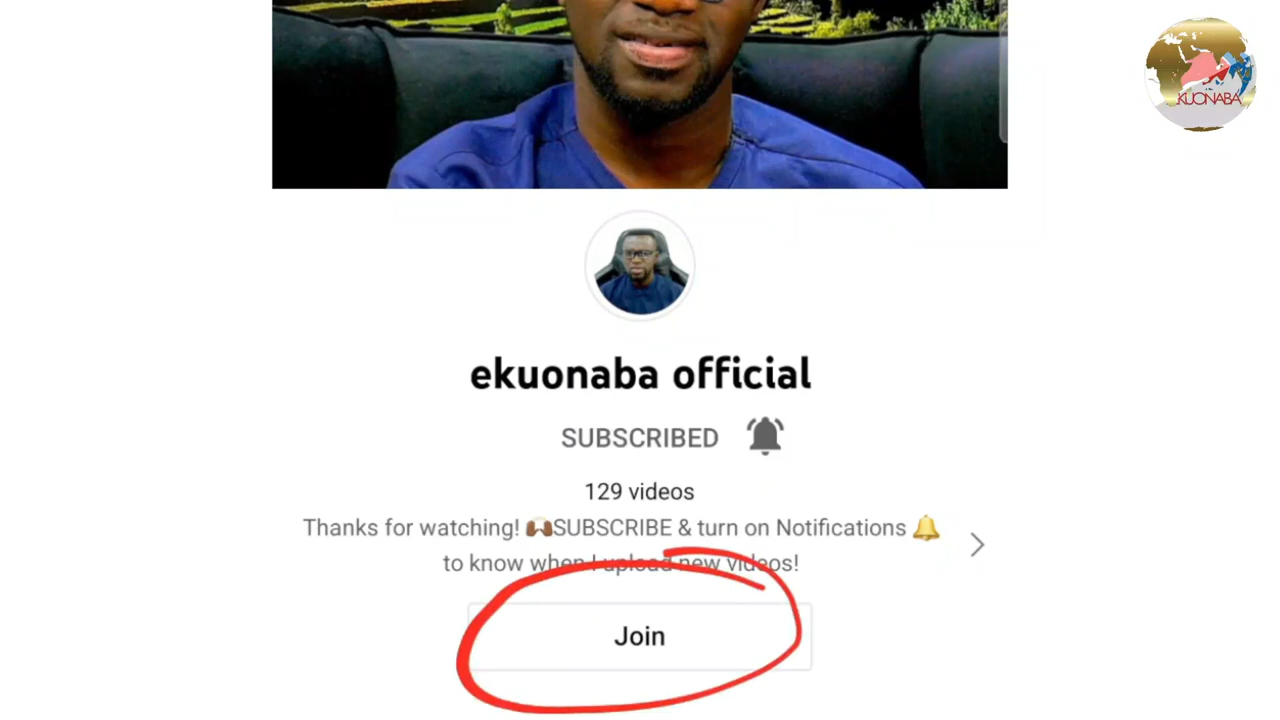 KUONABA
ekuonaba official
SUBSCRIBED
129 videos
Thanks for watching! 🙌🏾SUBSCRIBE & turn on Notifications 🔔
to know when I upload new videos!
Join